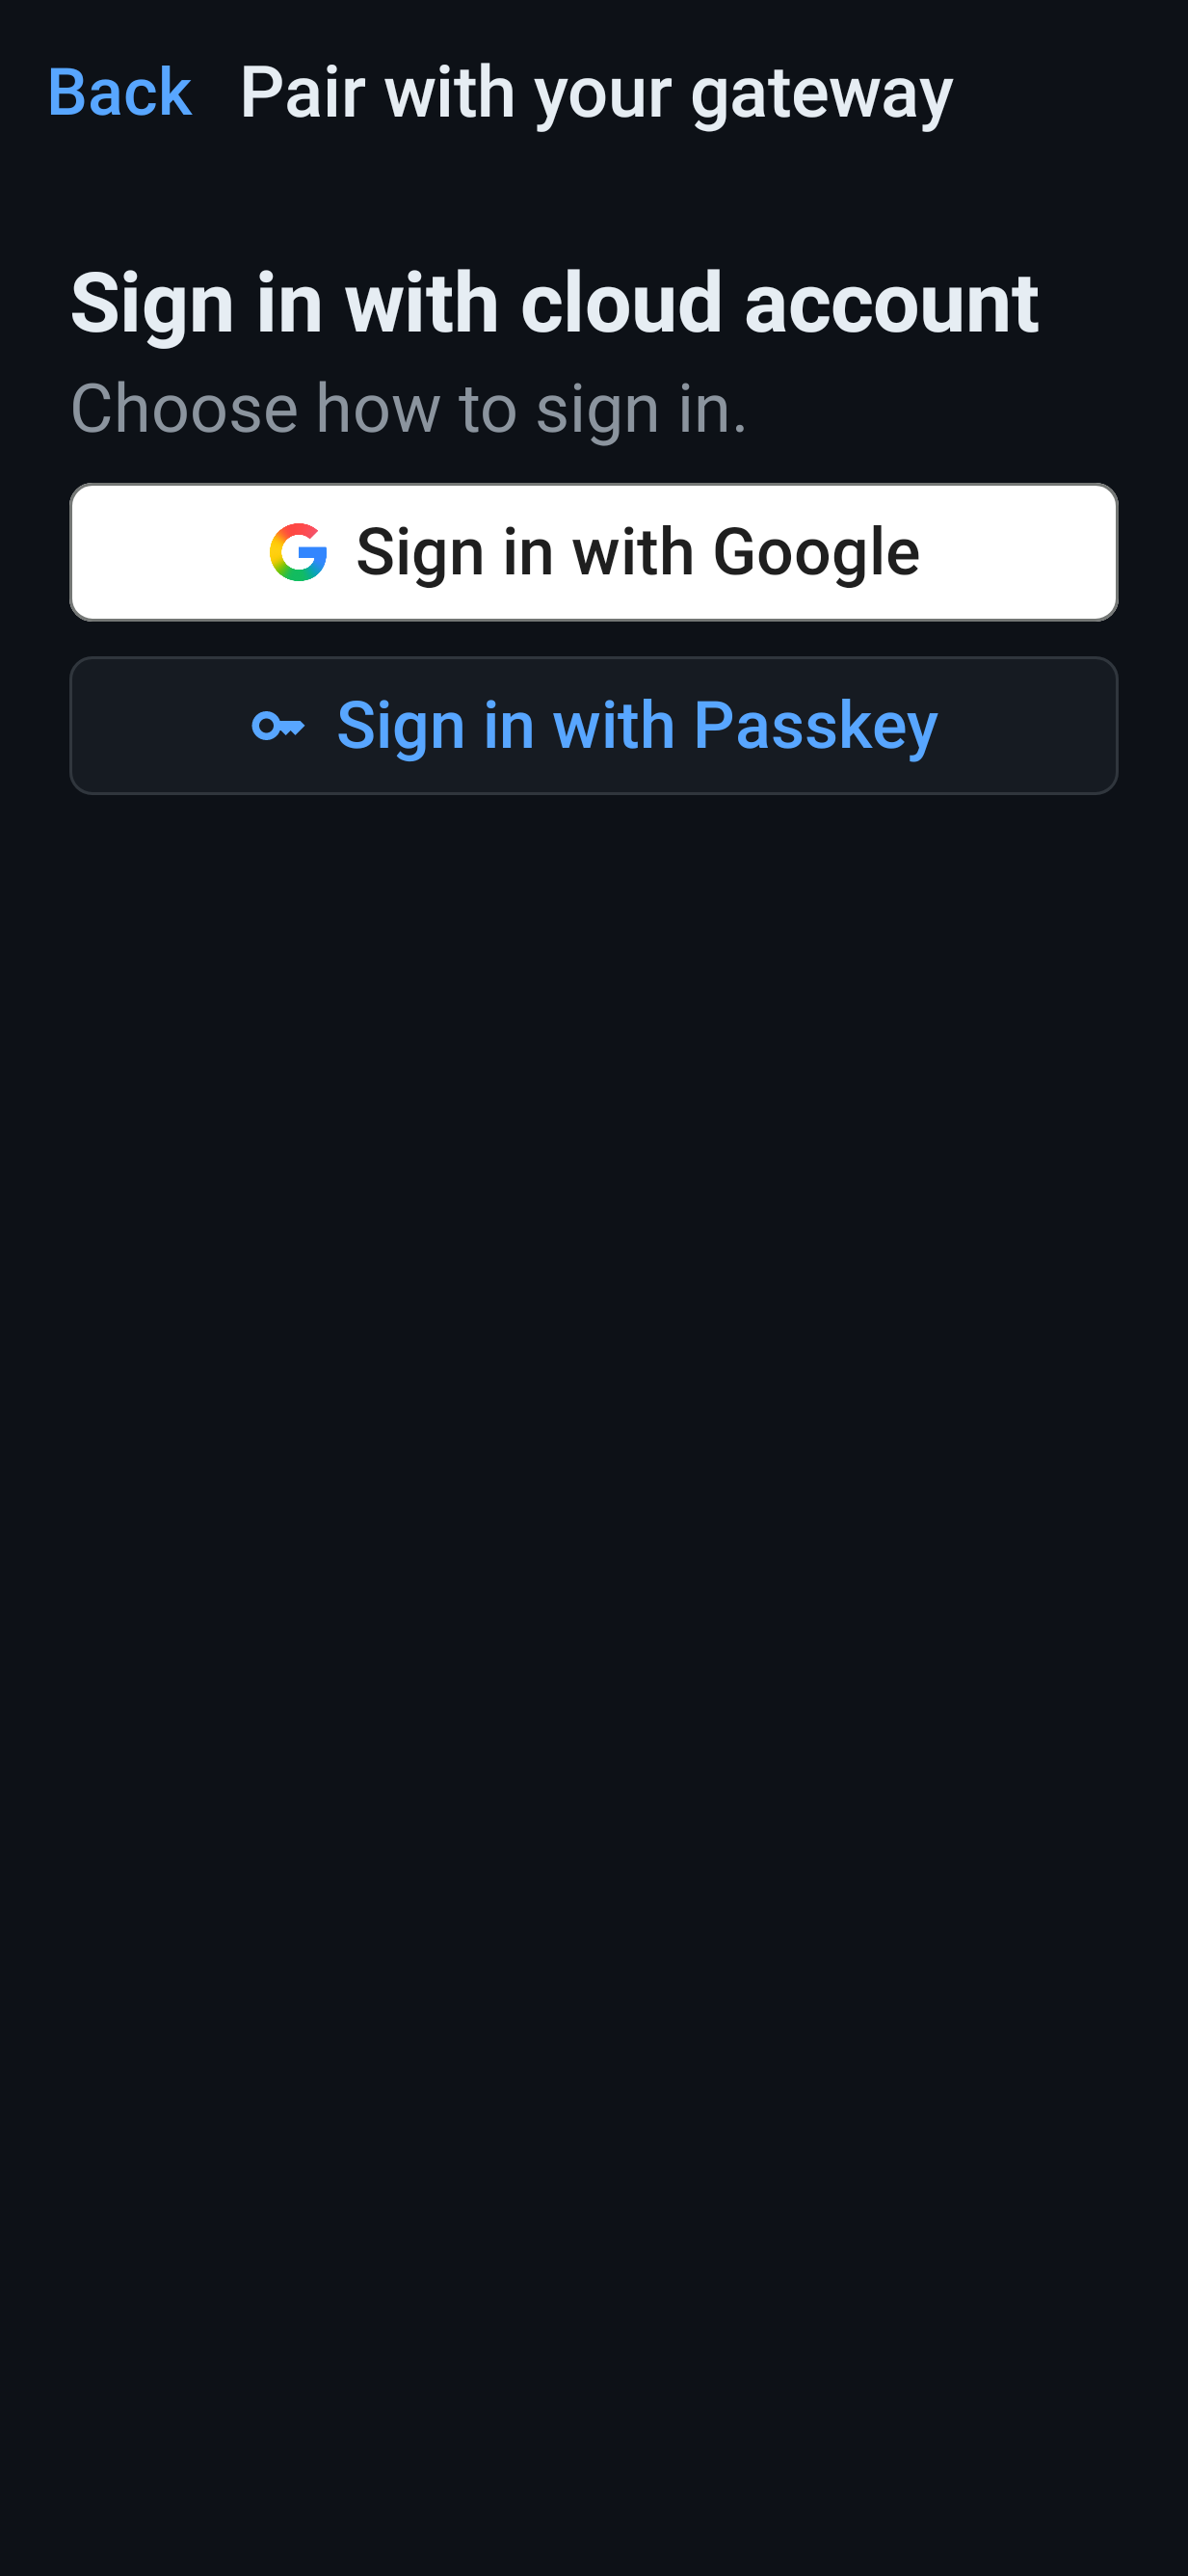 Back Pair with your gateway
Sign in with cloud account
Choose how to sign in.
Sign in with Google
Sign in with Passkey